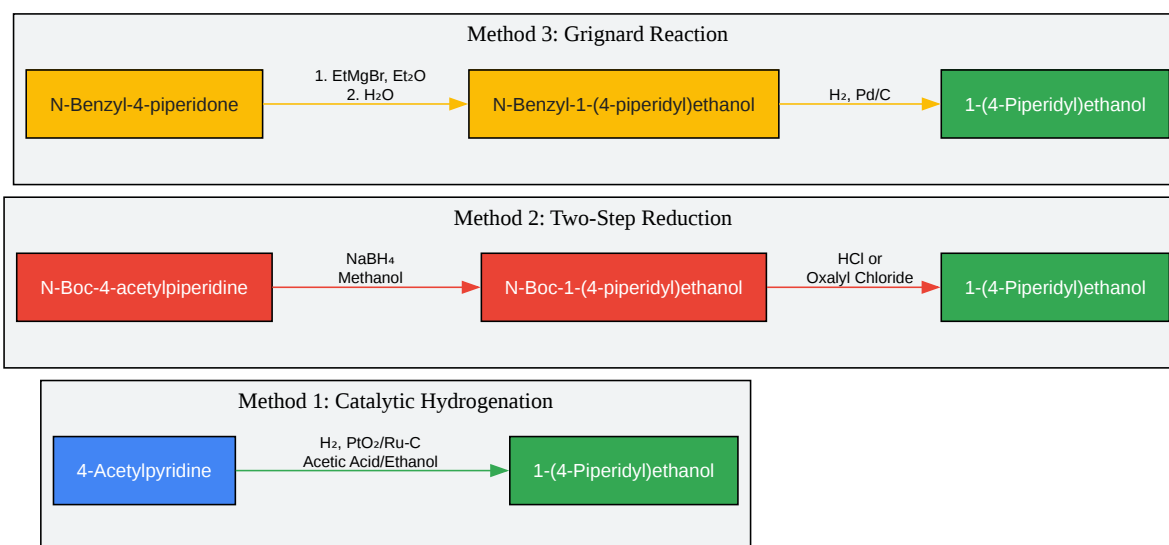 Method 3: Grignard Reaction
N-Benzyl-4-piperidone
1. EtMgBr, Et₂O
2. H₂O
N-Benzyl-1-(4-piperidyl)ethanol
H₂, Pd/C
1-(4-Piperidyl)ethanol
Method 2: Two-Step Reduction
N-Boc-4-acetylpiperidine
NaBH₄
Methanol
N-Boc-1-(4-piperidyl)ethanol
HCl or
Oxalyl Chloride
1-(4-Piperidyl)ethanol
Method 1: Catalytic Hydrogenation
4-Acetylpyridine
H₂, PtO₂/Ru-C
Acetic Acid/Ethanol
1-(4-Piperidyl)ethanol